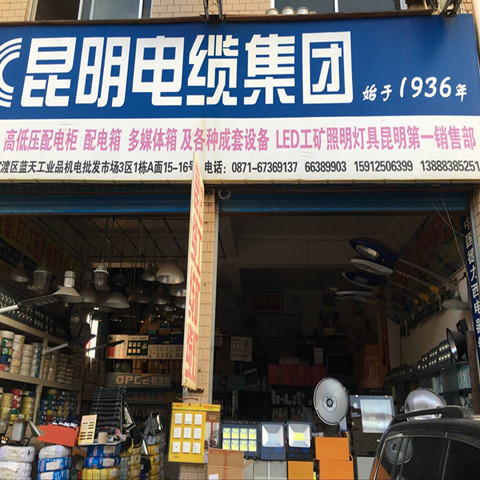 昆明电缆集团 始于1936年
高低压配电柜 配电箱 多媒体箱 及各种成套设备 LED工矿照明灯具昆明第一销售部
渡区蓝天工业品机电批发市场3区1栋A面15-16号 电话：0871-67369137 66389903 15912506399 13888385251